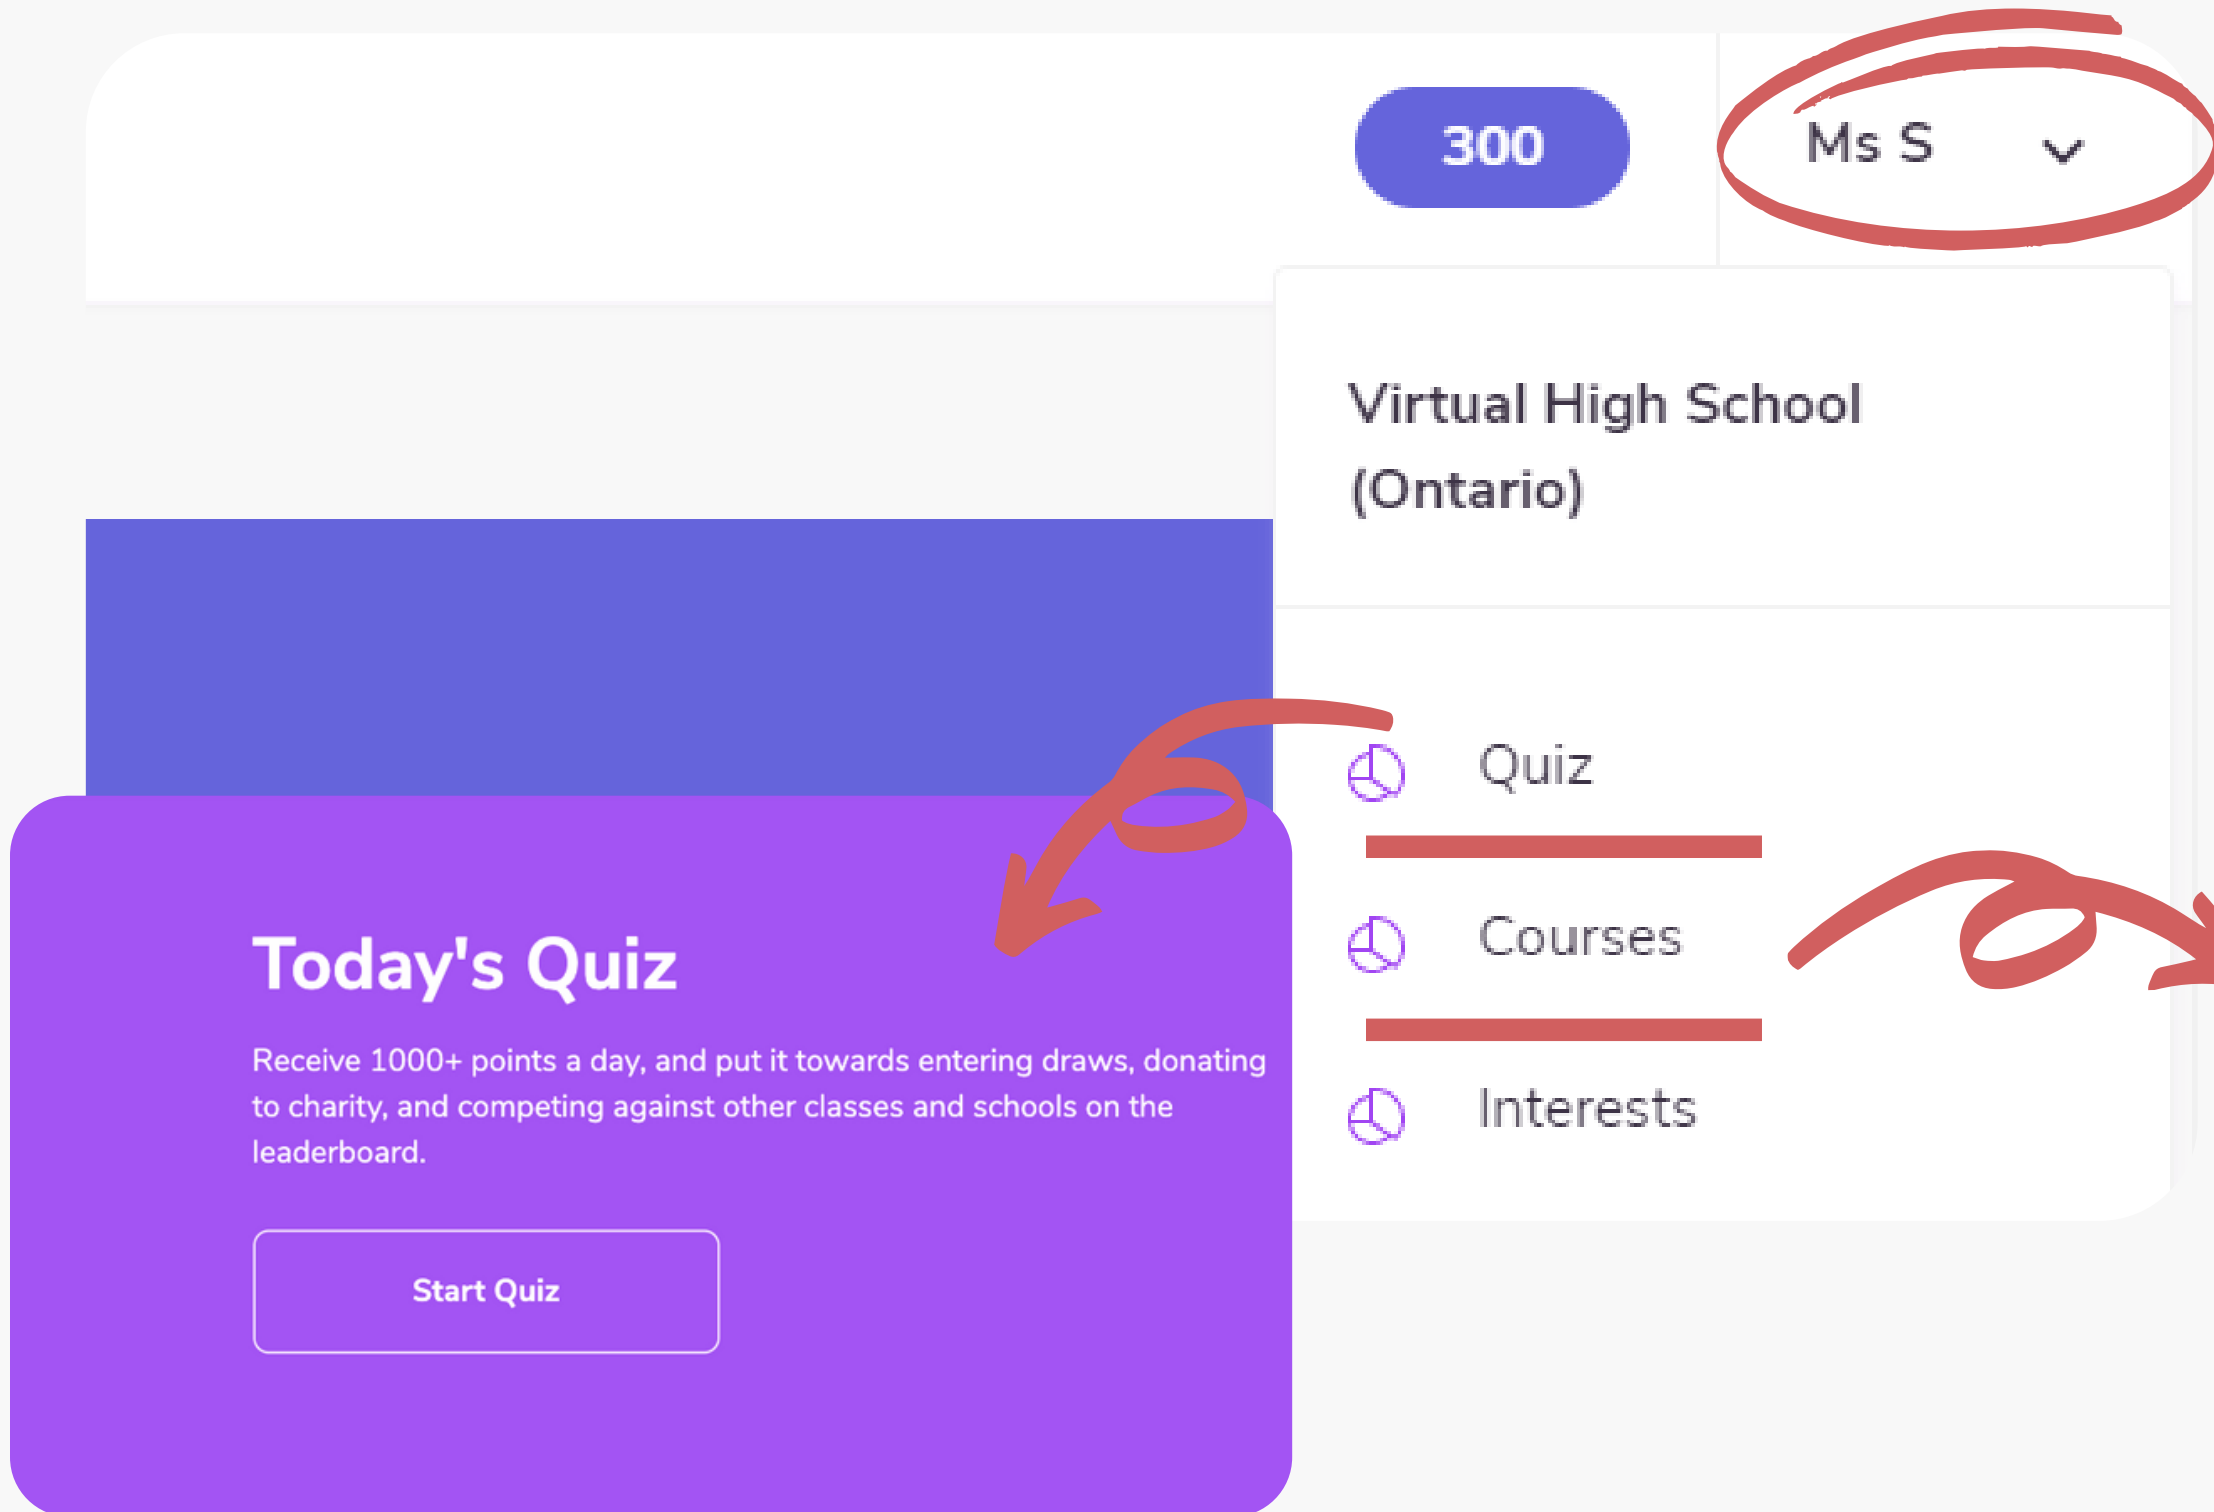 300
Ms S
Virtual High School
(Ontario)
Quiz
Courses
Interests
Today's Quiz
Receive 1000+ points a day, and put it towards entering draws, donating
to charity, and competing against other classes and schools on the
leaderboard.
Start Quiz